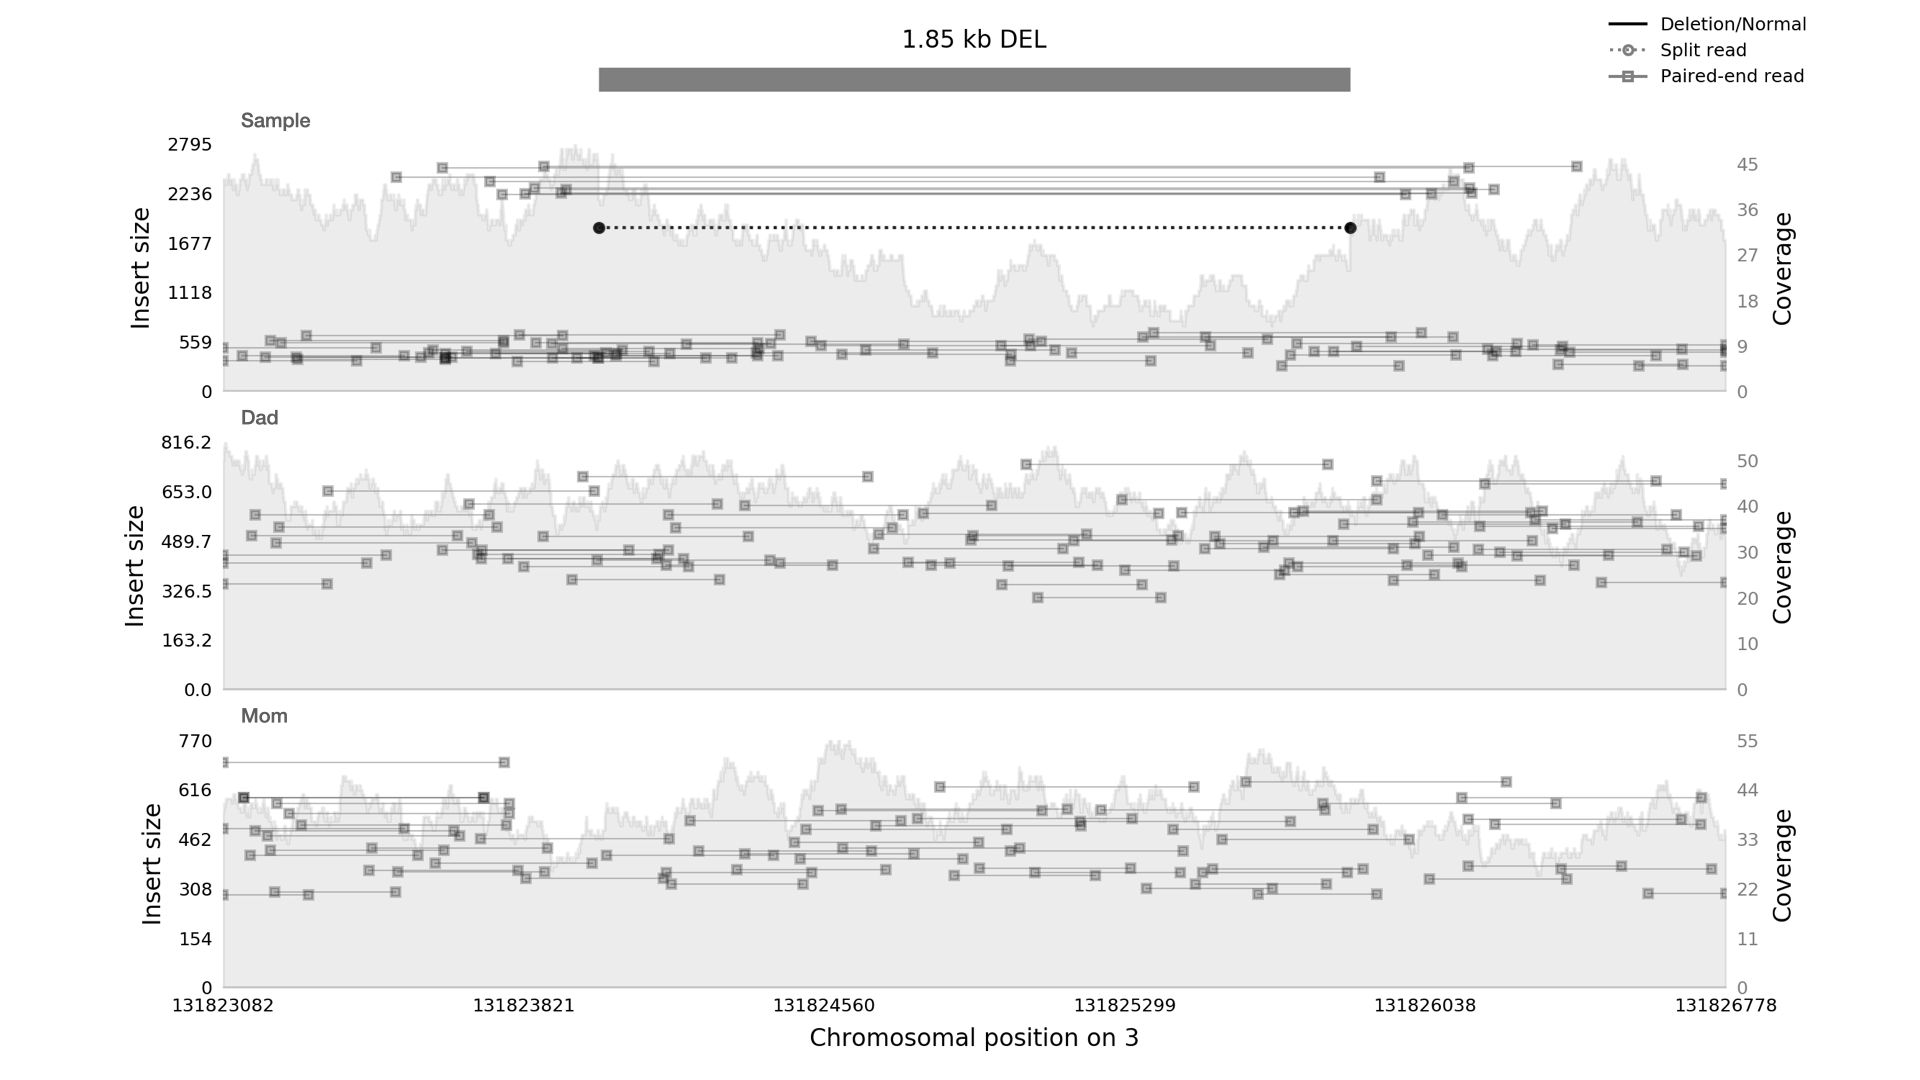 1.85 kb DEL
Deletion/Normal
Split read
Paired-end read
Sample
2795
2236
1677
1118
559
0
Insert size
45
36
27
18
9
0
Coverage
Dad
816.2
653.0
489.7
326.5
163.2
0.0
Insert size
50
40
30
20
10
0
Coverage
Mom
770
616
462
308
154
0
Insert size
55
44
33
22
11
0
Coverage
131823082 131823821 131824560 131825299 131826038 131826778
Chromosomal position on 3